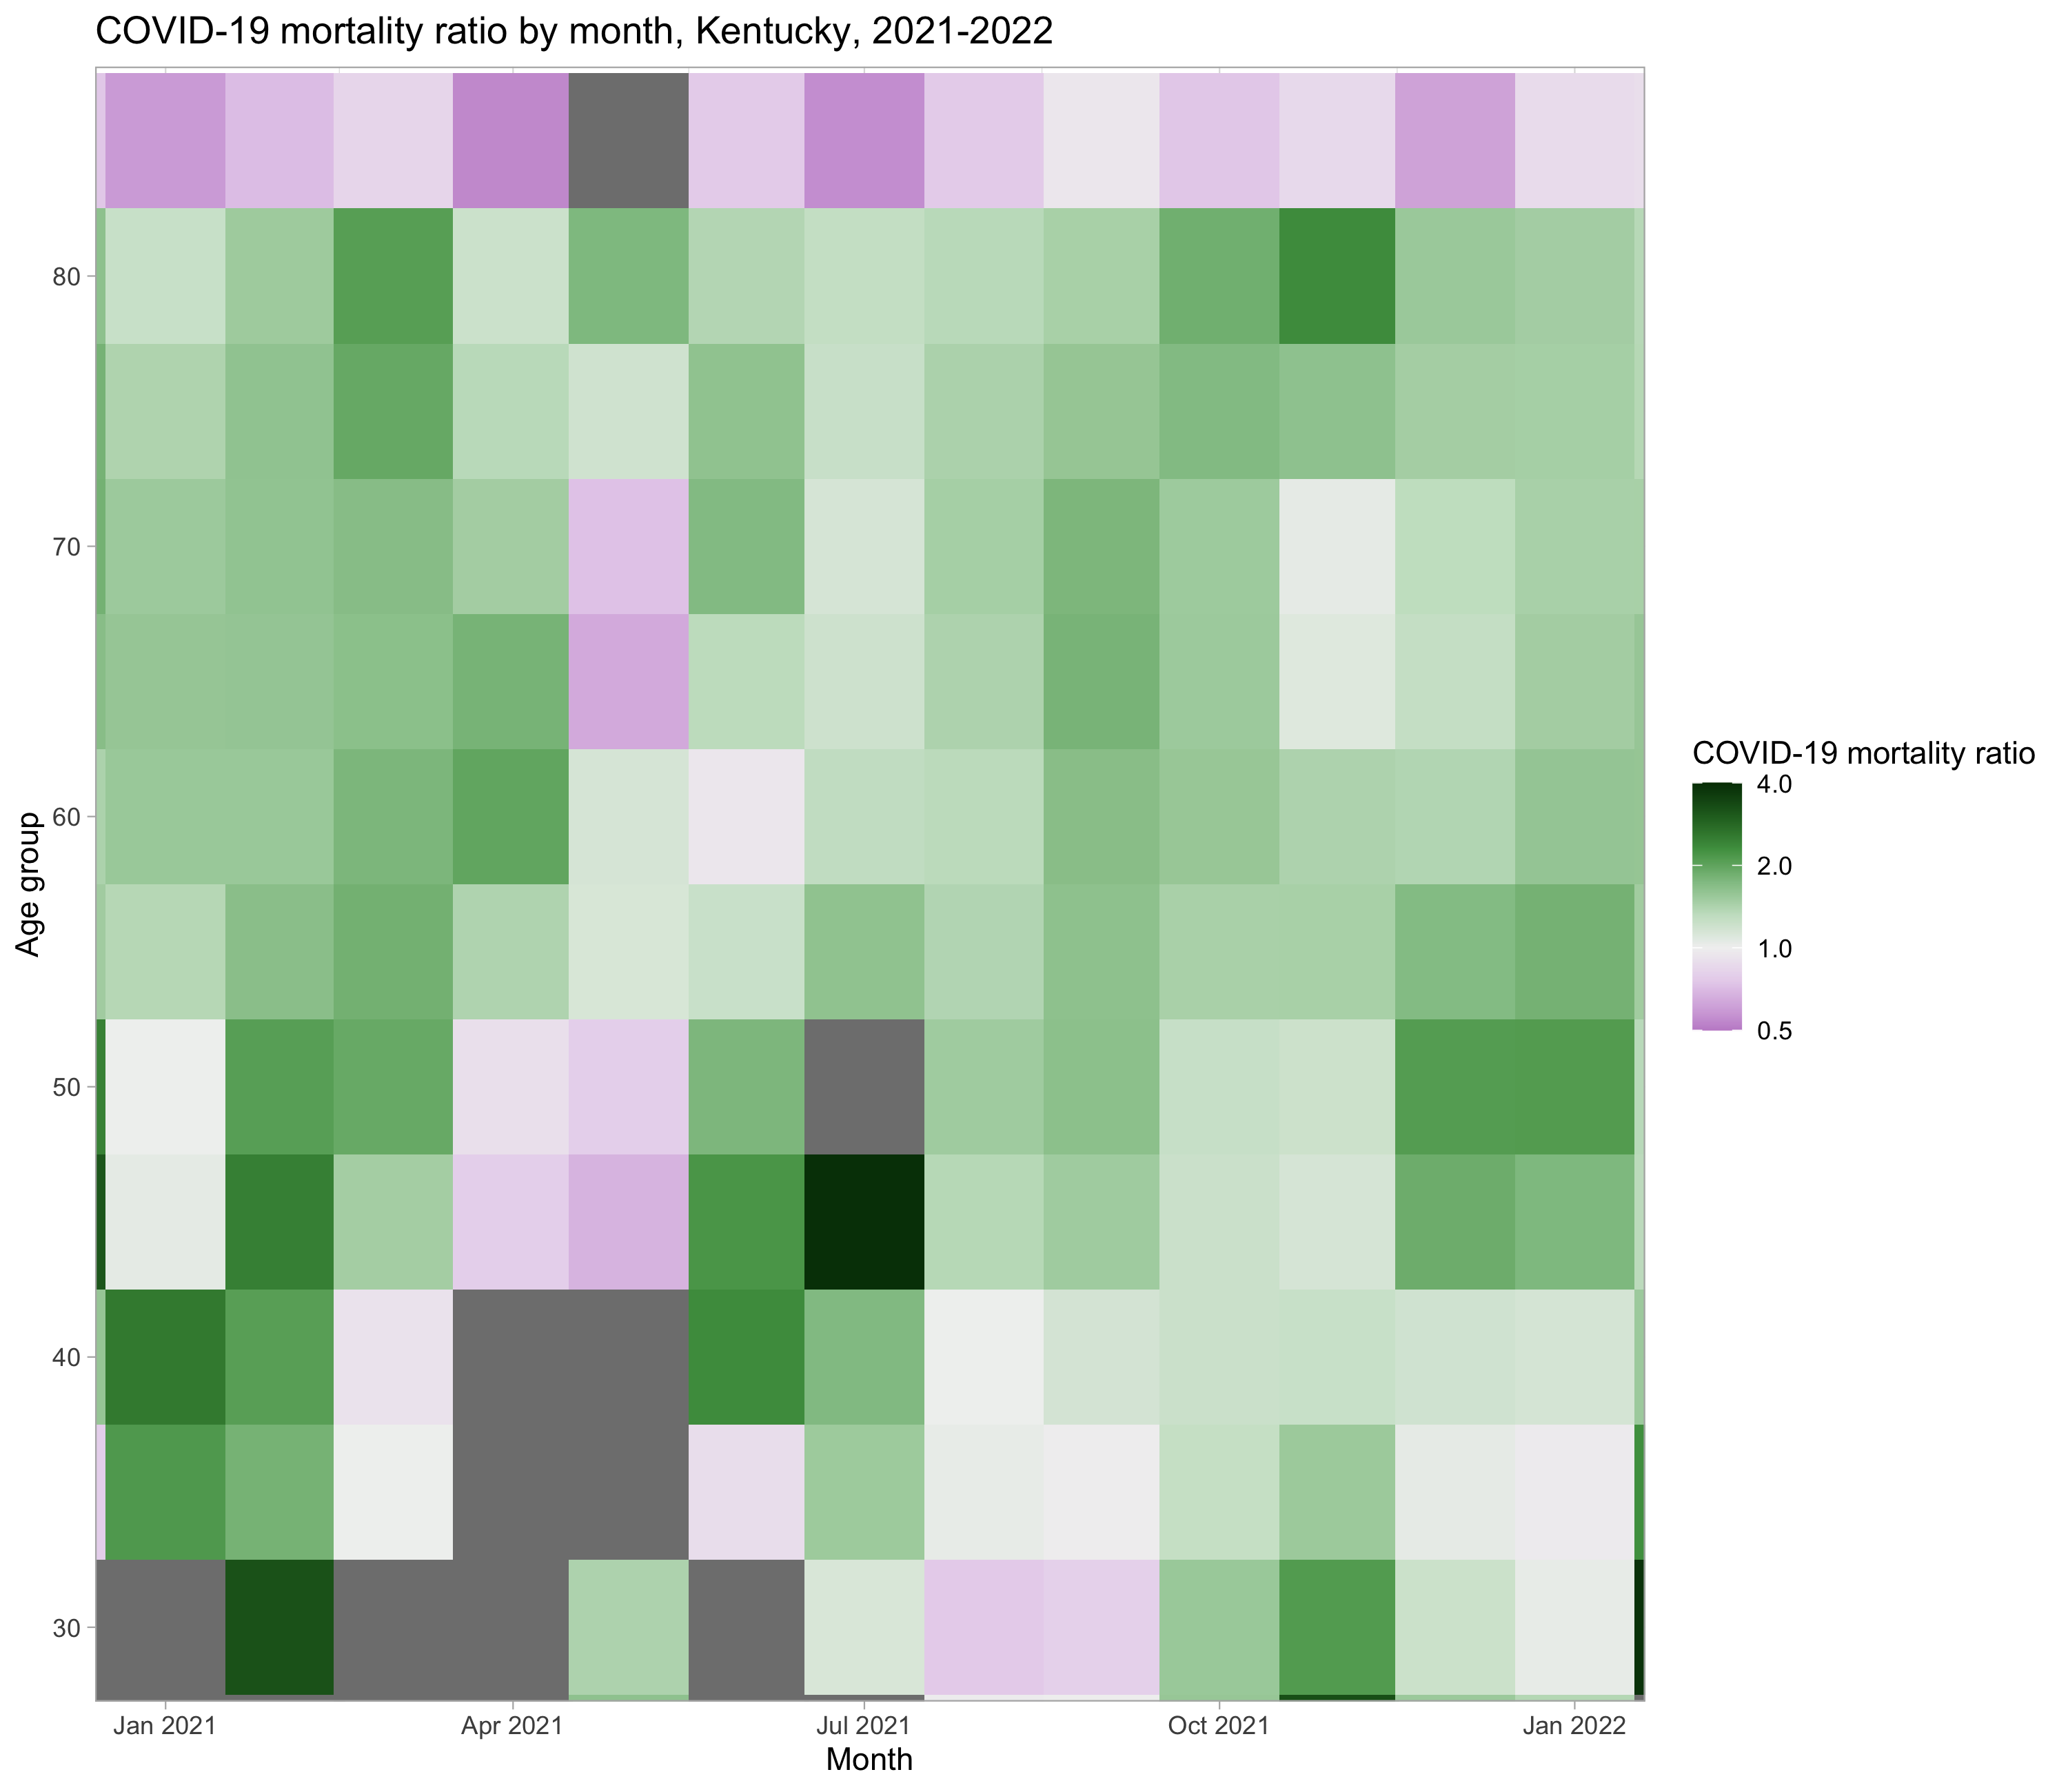 COVID-19 mortality ratio by month, Kentucky, 2021-2022
80
70
60
50
40
30
Age group
Jan 2021
Apr 2021
Jul 2021
Oct 2021
Jan 2022
Month
COVID-19 mortality ratio
4.0
2.0
1.0
0.5